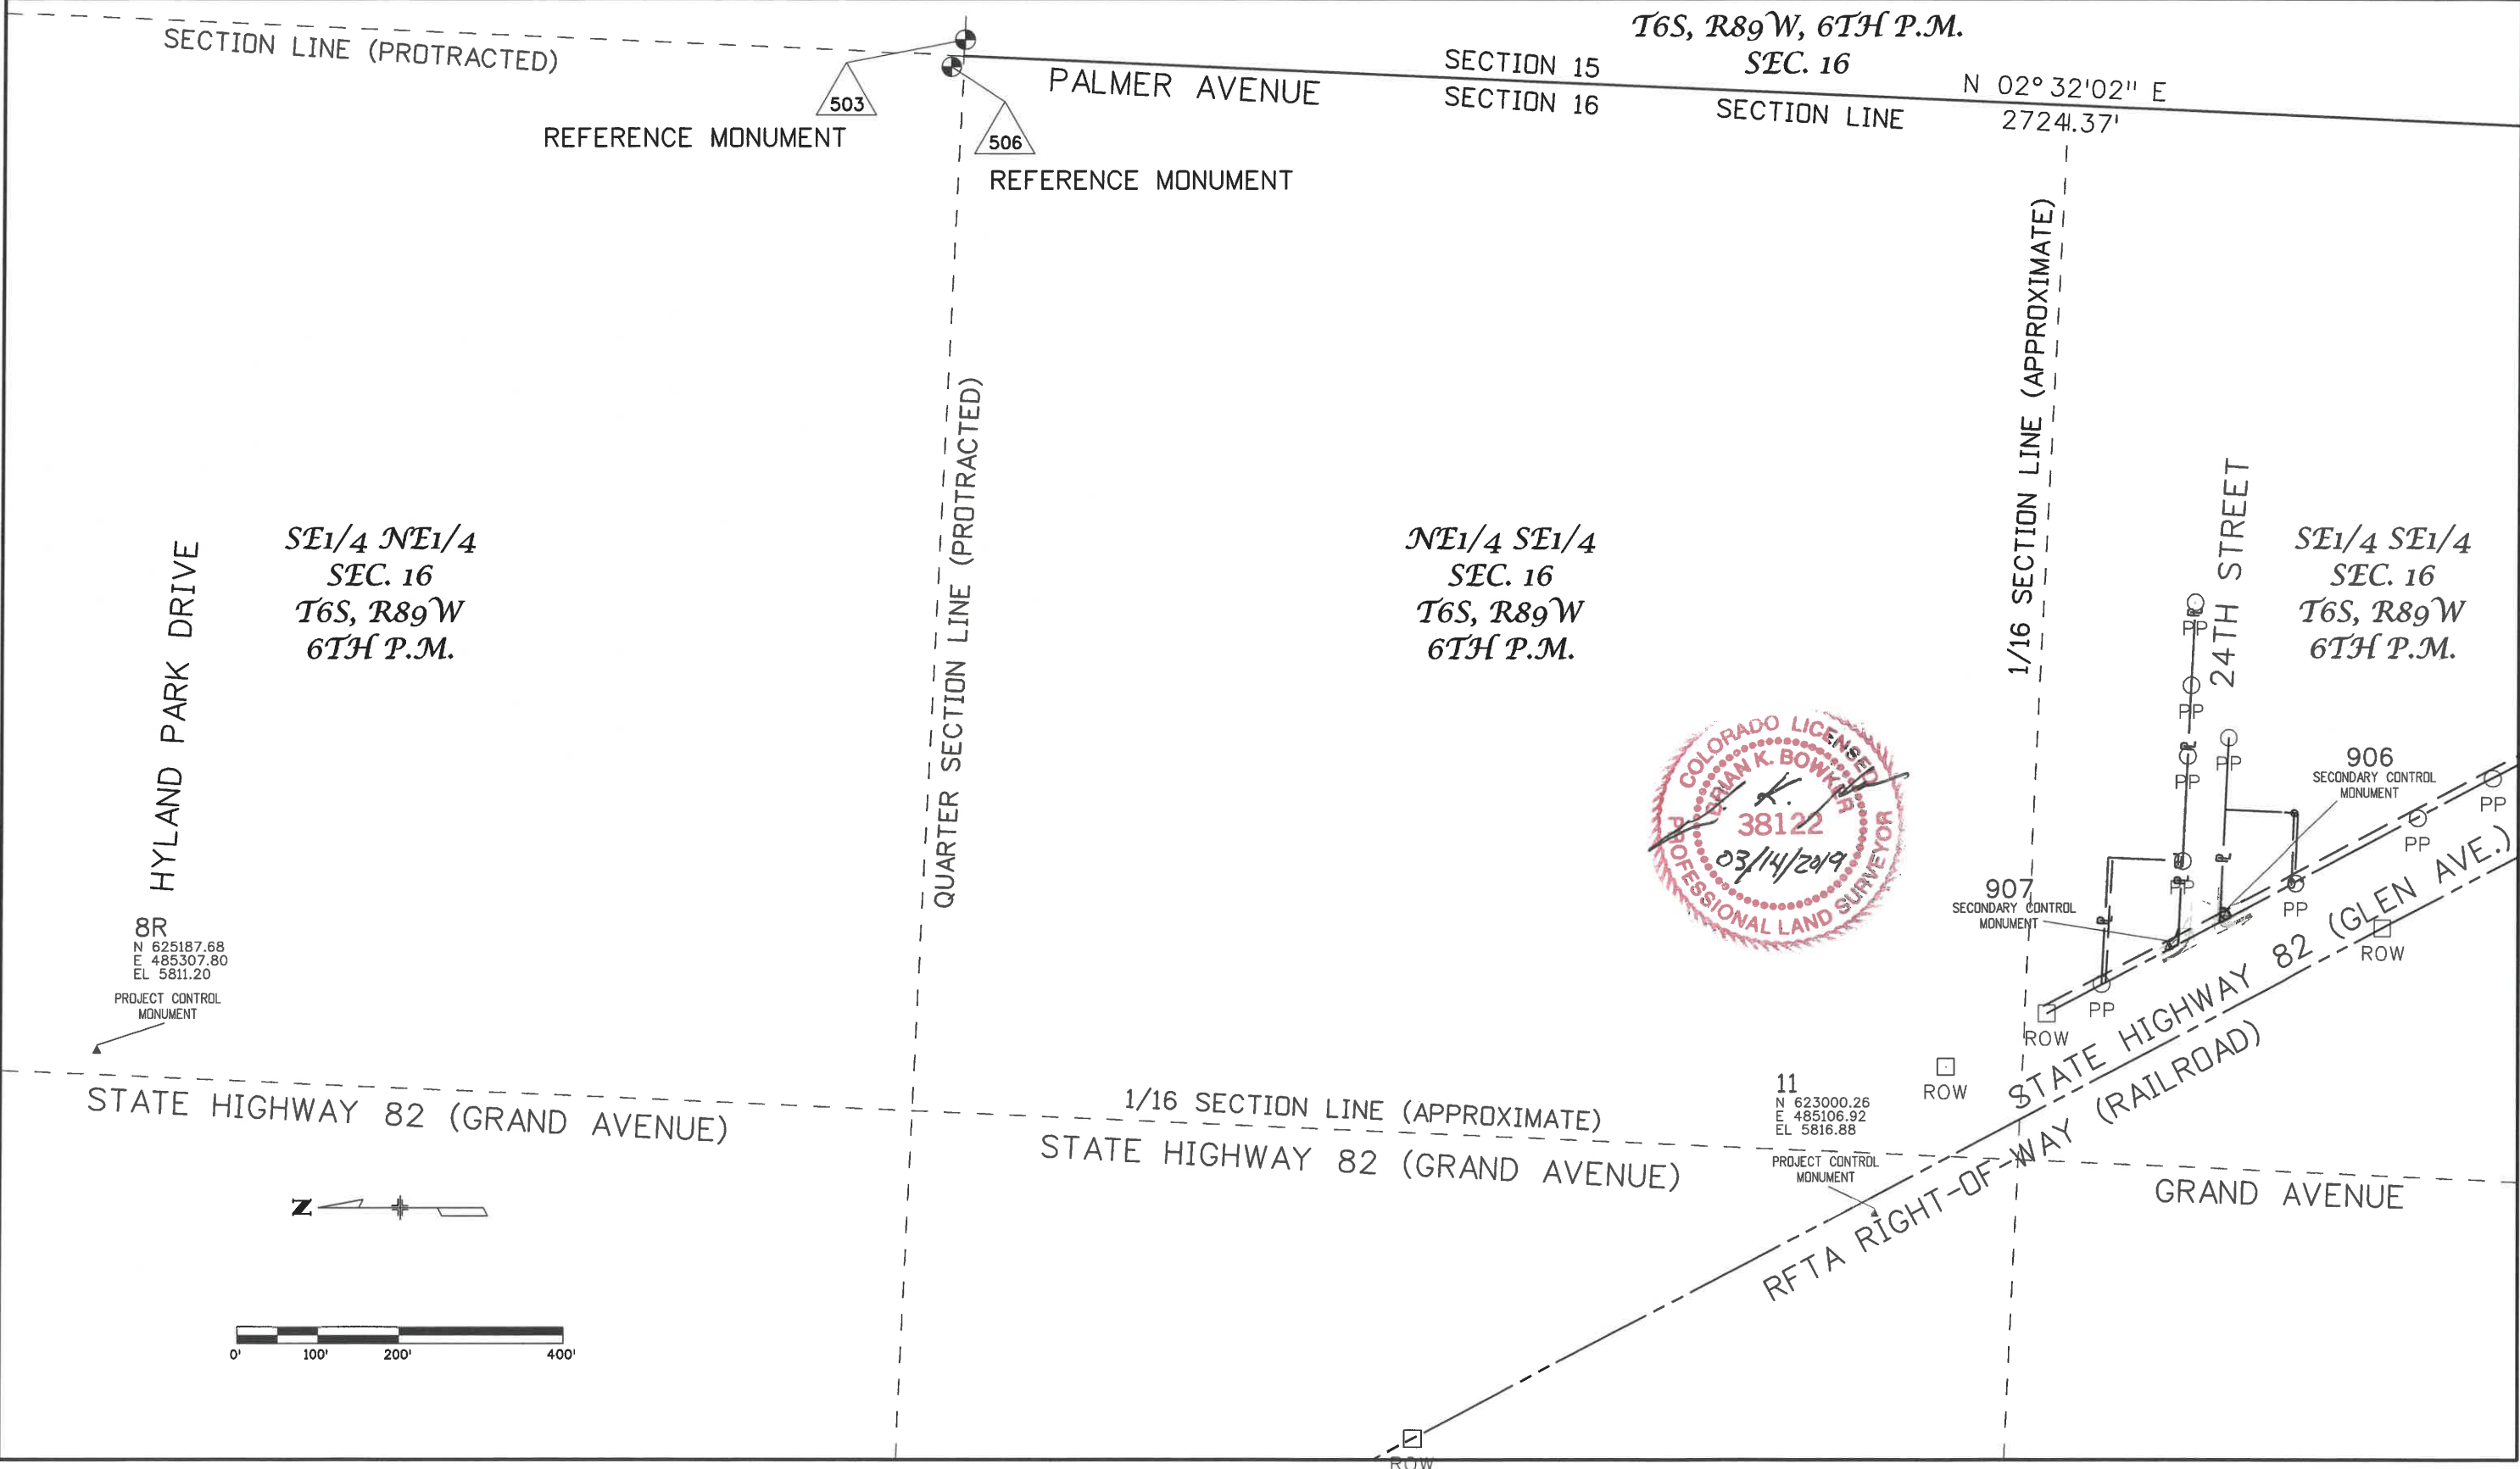 SECTION LINE (PROTRACTED)
T6S, R89W, 6TH P.M.
SEC. 16
SECTION 15
SECTION 16
PALMER AVENUE
SECTION LINE
N 02°32'02" E
503
REFERENCE MONUMENT
506
REFERENCE MONUMENT
HYLAND PARK DRIVE
SE1/4 NE1/4
SEC. 16
T6S, R89W
6TH P.M.
QUARTER SECTION LINE (PROTRACTED)
NE1/4 SE1/4
SEC. 16
T6S, R89W
6TH P.M.
1/16 SECTION LINE (APPROXIMATE)
24TH STREET
SE1/4 SE1/4
SEC. 16
T6S, R89W
6TH P.M.
COLORADO LICENSED
BRIAN K. BOWKER
38122
03/14/2019
PROFESSIONAL LAND SURVEYOR
PP
PP
PP
PP
PP
906
SECONDARY CONTROL
MONUMENT
PP
PP
PP
907
SECONDARY CONTROL
MONUMENT
PP
ROW
ROW
ROW
STATE HIGHWAY 82 (GLEN AVE.)
RFTA RIGHT-OF-WAY (RAILROAD)
8R
N 625187.68
E 485307.80
EL 5811.20
PROJECT CONTROL
MONUMENT
STATE HIGHWAY 82 (GRAND AVENUE)
1/16 SECTION LINE (APPROXIMATE)
STATE HIGHWAY 82 (GRAND AVENUE)
11
N 623000.26
E 485106.92
EL 5816.88
PROJECT CONTROL
MONUMENT
GRAND AVENUE
N
0' 100' 200' 400'
ROW